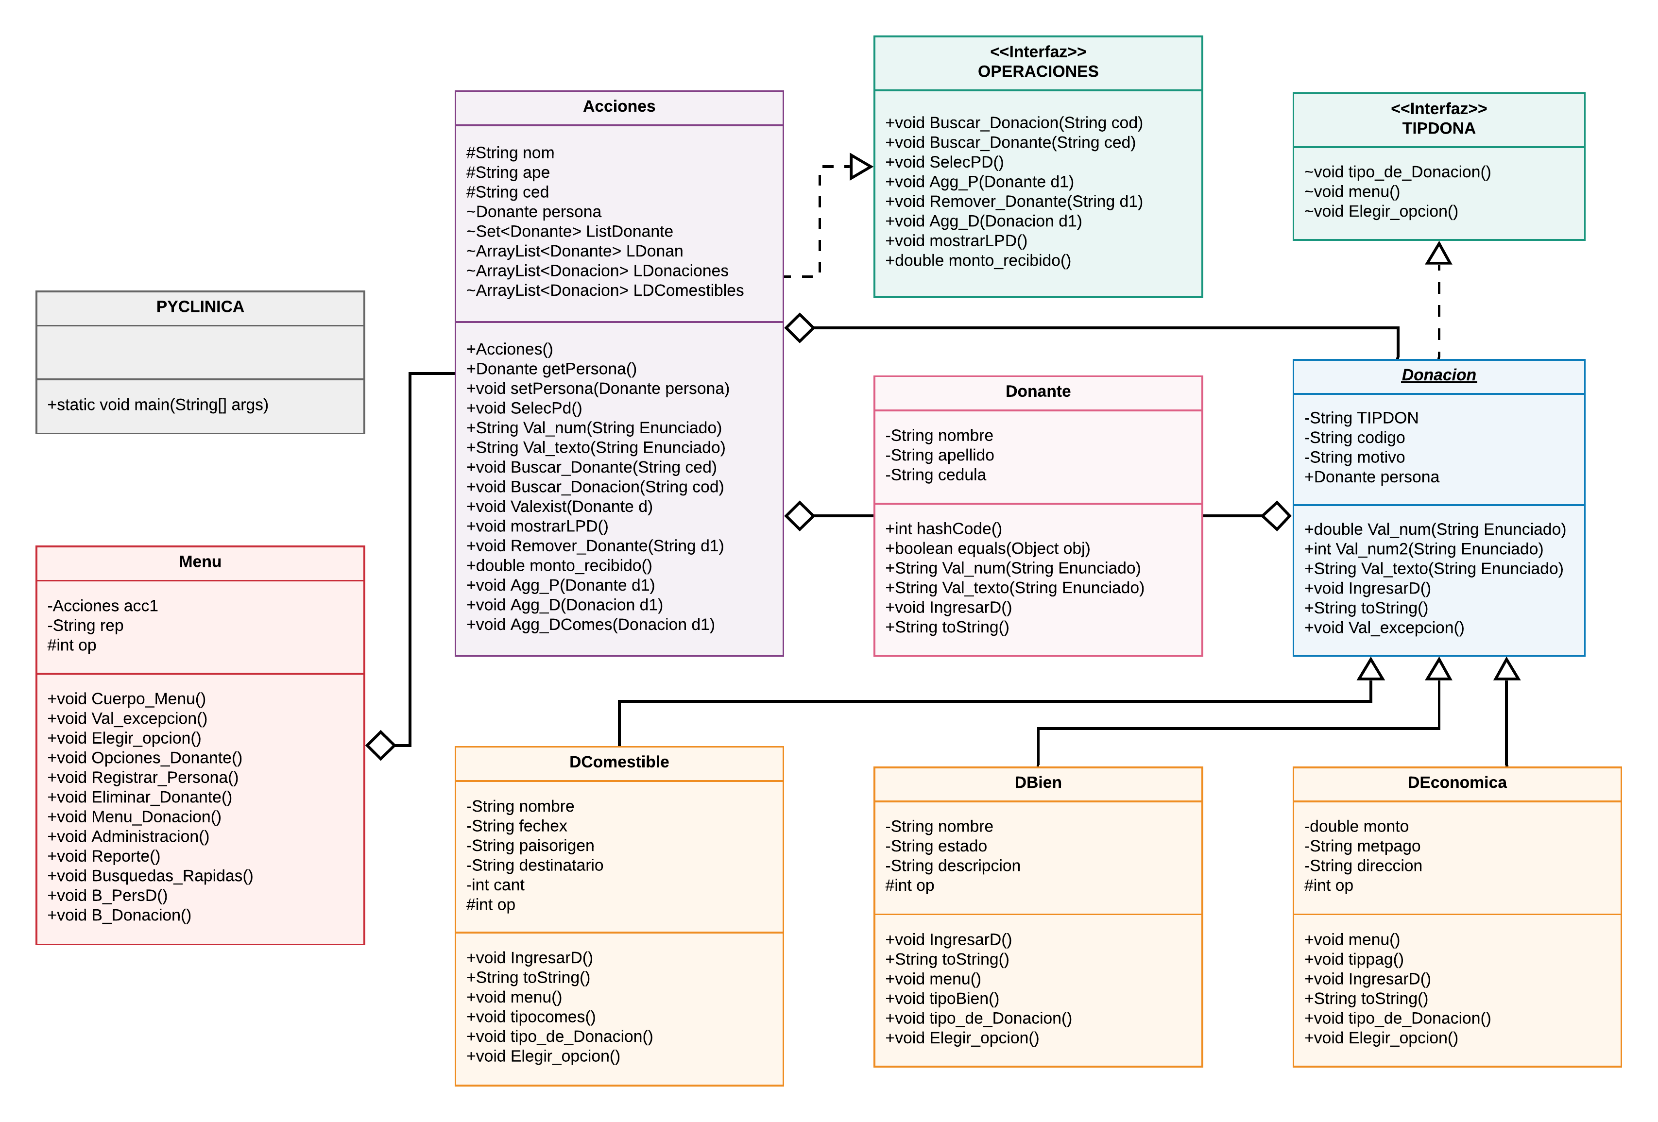 <<Interfaz>>
OPERACIONES
+void Buscar_Donacion(String cod)
+void Buscar_Donante(String ced)
+void SelecPD()
+void Agg_P(Donante d1)
+void Remover_Donante(String d1)
+void Agg_D(Donacion d1)
+void mostrarLPD()
+double monto_recibido()
<<Interfaz>>
TIPDONA
~void tipo_de_Donacion()
~void menu()
~void Elegir_opcion()
Acciones
#String nom
#String ape
#String ced
~Donante persona
~Set<Donante> ListDonante
~ArrayList<Donante> LDonan
~ArrayList<Donacion> LDonaciones
~ArrayList<Donacion> LDComestibles
+Acciones()
+Donante getPersona()
+void setPersona(Donante persona)
+void SelecPd()
+String Val_num(String Enunciado)
+String Val_texto(String Enunciado)
+void Buscar_Donante(String ced)
+void Buscar_Donacion(String cod)
+void Valexist(Donante d)
+void mostrarLPD()
+void Remover_Donante(String d1)
+double monto_recibido()
+void Agg_P(Donante d1)
+void Agg_D(Donacion d1)
+void Agg_DComes(Donacion d1)
PYCLINICA
+static void main(String[] args)
Donante
-String nombre
-String apellido
-String cedula
+int hashCode()
+boolean equals(Object obj)
+String Val_num(String Enunciado)
+String Val_texto(String Enunciado)
+void IngresarD()
+String toString()
Donacion
-String TIPDON
-String codigo
-String motivo
+Donante persona
+double Val_num(String Enunciado)
+int Val_num2(String Enunciado)
+String Val_texto(String Enunciado)
+void IngresarD()
+String toString()
+void Val_excepcion()
Menu
-Acciones acc1
-String rep
#int op
+void Cuerpo_Menu()
+void Val_excepcion()
+void Elegir_opcion()
+void Opciones_Donante()
+void Registrar_Persona()
+void Eliminar_Donante()
+void Menu_Donacion()
+void Administracion()
+void Reporte()
+void Busquedas_Rapidas()
+void B_PersD()
+void B_Donacion()
DComestible
-String nombre
-String fechex
-String paisorigen
-String destinatario
-int cant
#int op
+void IngresarD()
+String toString()
+void menu()
+void tipocomes()
+void tipo_de_Donacion()
+void Elegir_opcion()
DBien
-String nombre
-String estado
-String descripcion
#int op
+void IngresarD()
+String toString()
+void menu()
+void tipoBien()
+void tipo_de_Donacion()
+void Elegir_opcion()
DEconomica
-double monto
-String metpago
-String direccion
#int op
+void menu()
+void tippag()
+void IngresarD()
+String toString()
+void tipo_de_Donacion()
+void Elegir_opcion()